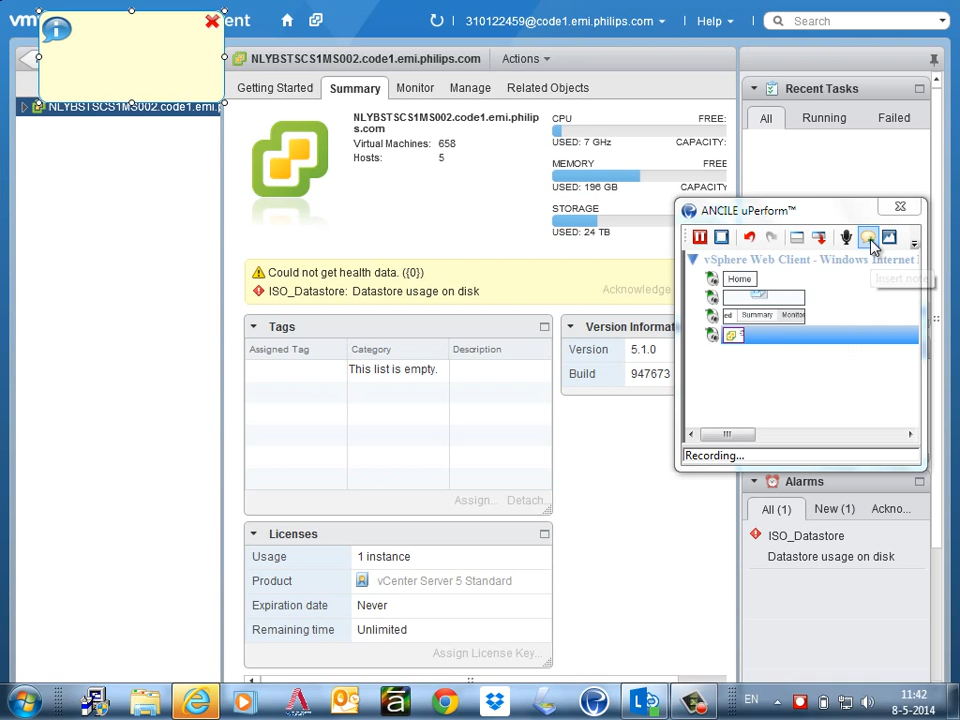 vm
ent
310122459@code1.emi.philips.com
Help
Search
NLYBSTSCS1MS002.code1.emi.philips.com
Actions
Getting Started
Summary
Monitor
Manage
Related Objects
NLYBSTSCS1MS002.code1.emi.
NLYBSTSCS1MS002.code1.emi.philip
s.com
Virtual Machines: 658
Hosts: 5
CPU FREE:
USED: 7 GHz CAPACITY:
MEMORY FREE
USED: 196 GB CAPACITY
STORAGE
USED: 24 TB
Could not get health data. ({0})
ISO_Datastore: Datastore usage on disk
Acknowledge
Tags
Assigned Tag Category Description
This list is empty.
Assign... Detach...
Version Informat
Version 5.1.0
Build 947673
Licenses
Usage 1 instance
Product vCenter Server 5 Standard
Expiration date Never
Remaining time Unlimited
Assign License Key...
Recent Tasks
All Running Failed
ANCILE uPerform™
vSphere Web Client - Windows Internet
Insert note
Home
ed Summary Monitor
Recording...
Alarms
All (1) New (1) Ackno...
ISO_Datastore
Datastore usage on disk
EN
11:42
8-5-2014